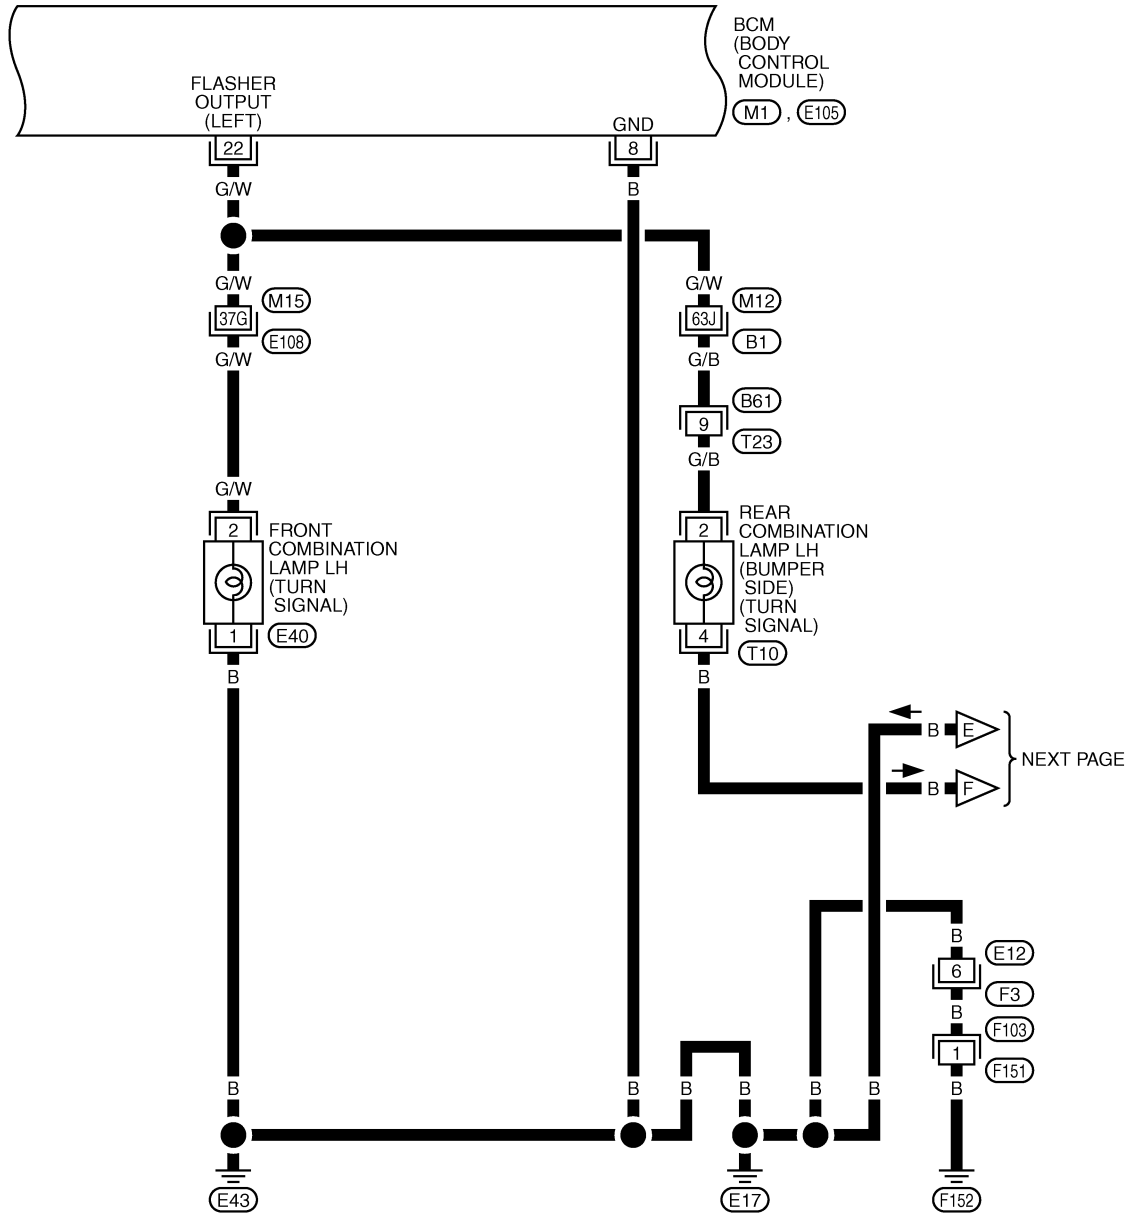 BCM
(BODY
CONTROL
MODULE)
M1 , E105
FLASHER
OUTPUT
(LEFT)
GND
22
8
G/W
B
G/W
G/W
M15
M12
37G
63J
E108
B1
G/W
G/B
B61
9
T23
G/B
G/W
2
FRONT
COMBINATION
LAMP LH
(TURN
SIGNAL)
2
REAR
COMBINATION
LAMP LH
(BUMPER
SIDE)
(TURN
SIGNAL)
1
E40
4
T10
B
B
B
E
NEXT PAGE
B
F
B
E12
6
F3
B
F103
1
F151
B
B
B
B
B
B
B
E43
E17
F152